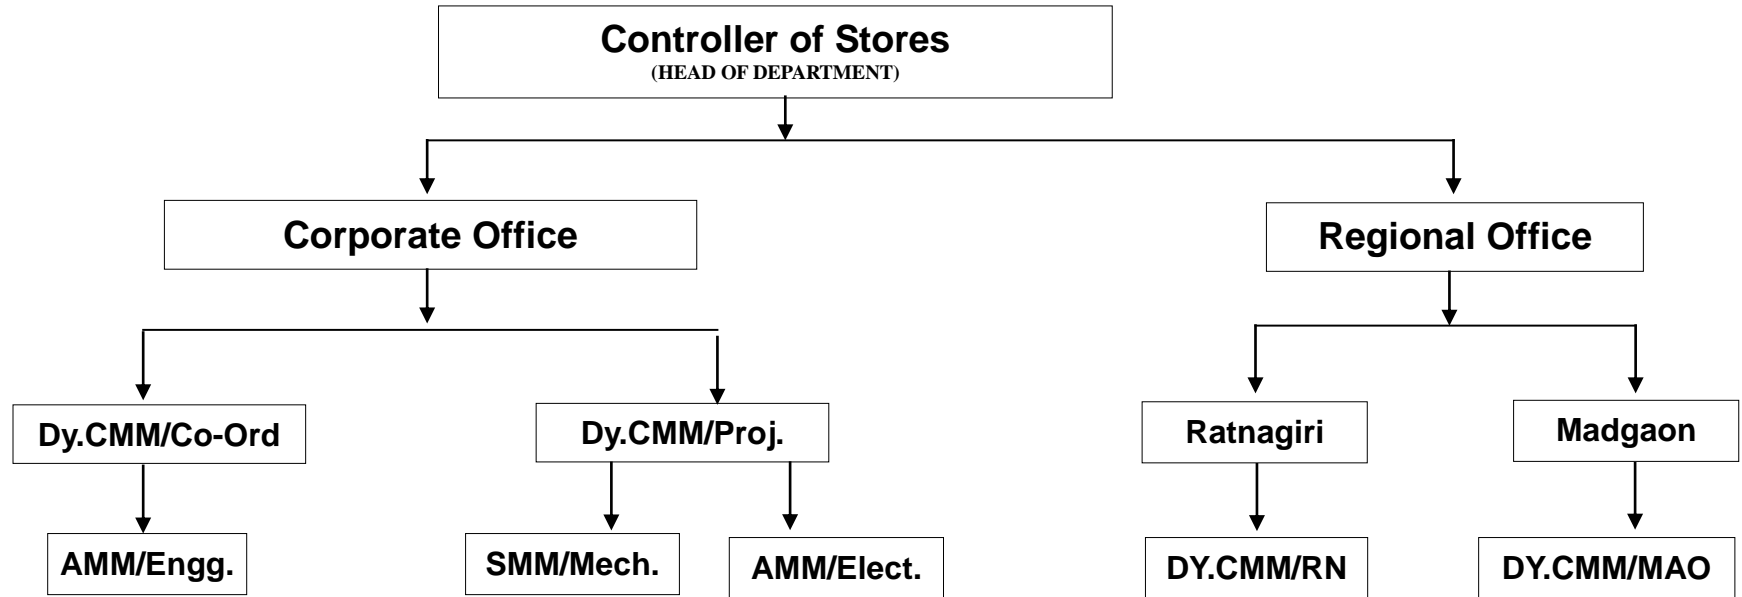 Controller of Stores
(HEAD OF DEPARTMENT)
Corporate Office
Regional Office
Dy.CMM/Co-Ord
Dy.CMM/Proj.
Ratnagiri
Madgaon
AMM/Engg.
SMM/Mech.
AMM/Elect.
DY.CMM/RN
DY.CMM/MAO